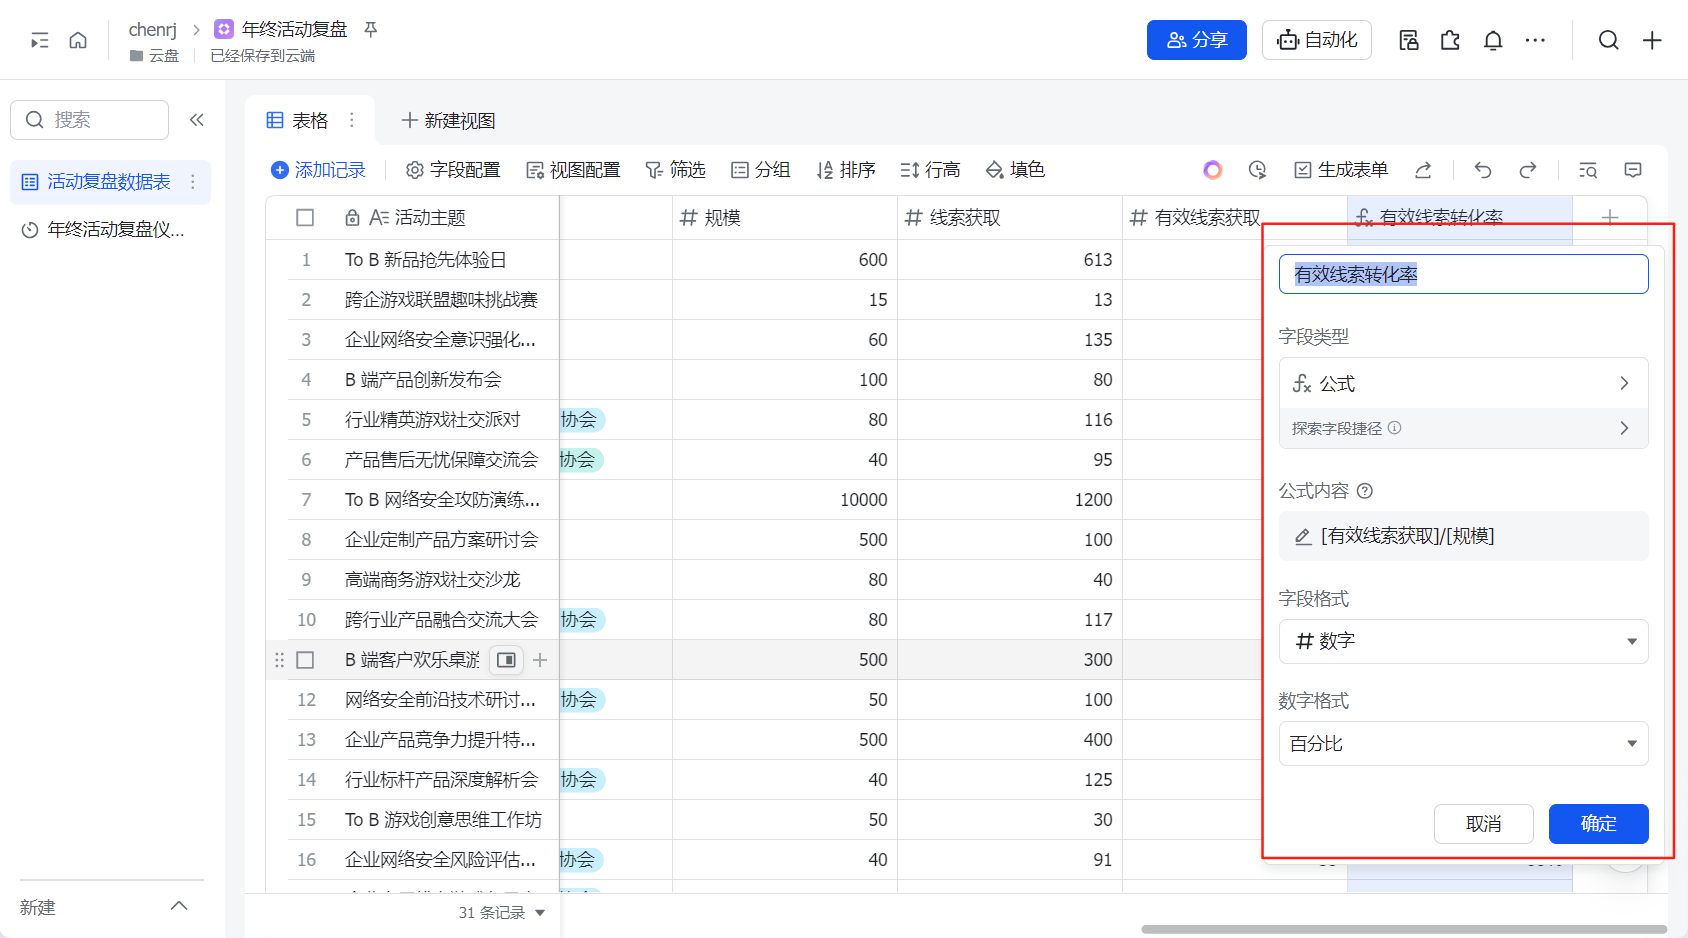 chenrj
年终活动复盘
云盘
已经保存到云端
分享
自动化
搜索
活动复盘数据表
年终活动复盘仪...
新建
表格
新建视图
添加记录
字段配置
视图配置
筛选
分组
排序
行高
填色
生成表单
活动主题
规模
线索获取
有效线索获取
有效线索转化率
1 To B 新品抢先体验日 600 613
2 跨企游戏联盟趣味挑战赛 15 13
3 企业网络安全意识强化... 60 135
4 B 端产品创新发布会 100 80
5 行业精英游戏社交派对 协会 80 116
6 产品售后无忧保障交流会 协会 40 95
7 To B 网络安全攻防演练... 10000 1200
8 企业定制产品方案研讨会 500 100
9 高端商务游戏社交沙龙 80 40
10 跨行业产品融合交流大会 协会 80 117
B 端客户欢乐桌游 500 300
12 网络安全前沿技术研讨... 协会 50 100
13 企业产品竞争力提升特... 500 400
14 行业标杆产品深度解析会 协会 40 125
15 To B 游戏创意思维工作坊 50 30
16 企业网络安全风险评估... 协会 40 91
31 条记录
有效线索转化率
字段类型
公式
探索字段捷径
公式内容
[有效线索获取]/[规模]
字段格式
数字
数字格式
百分比
取消
确定